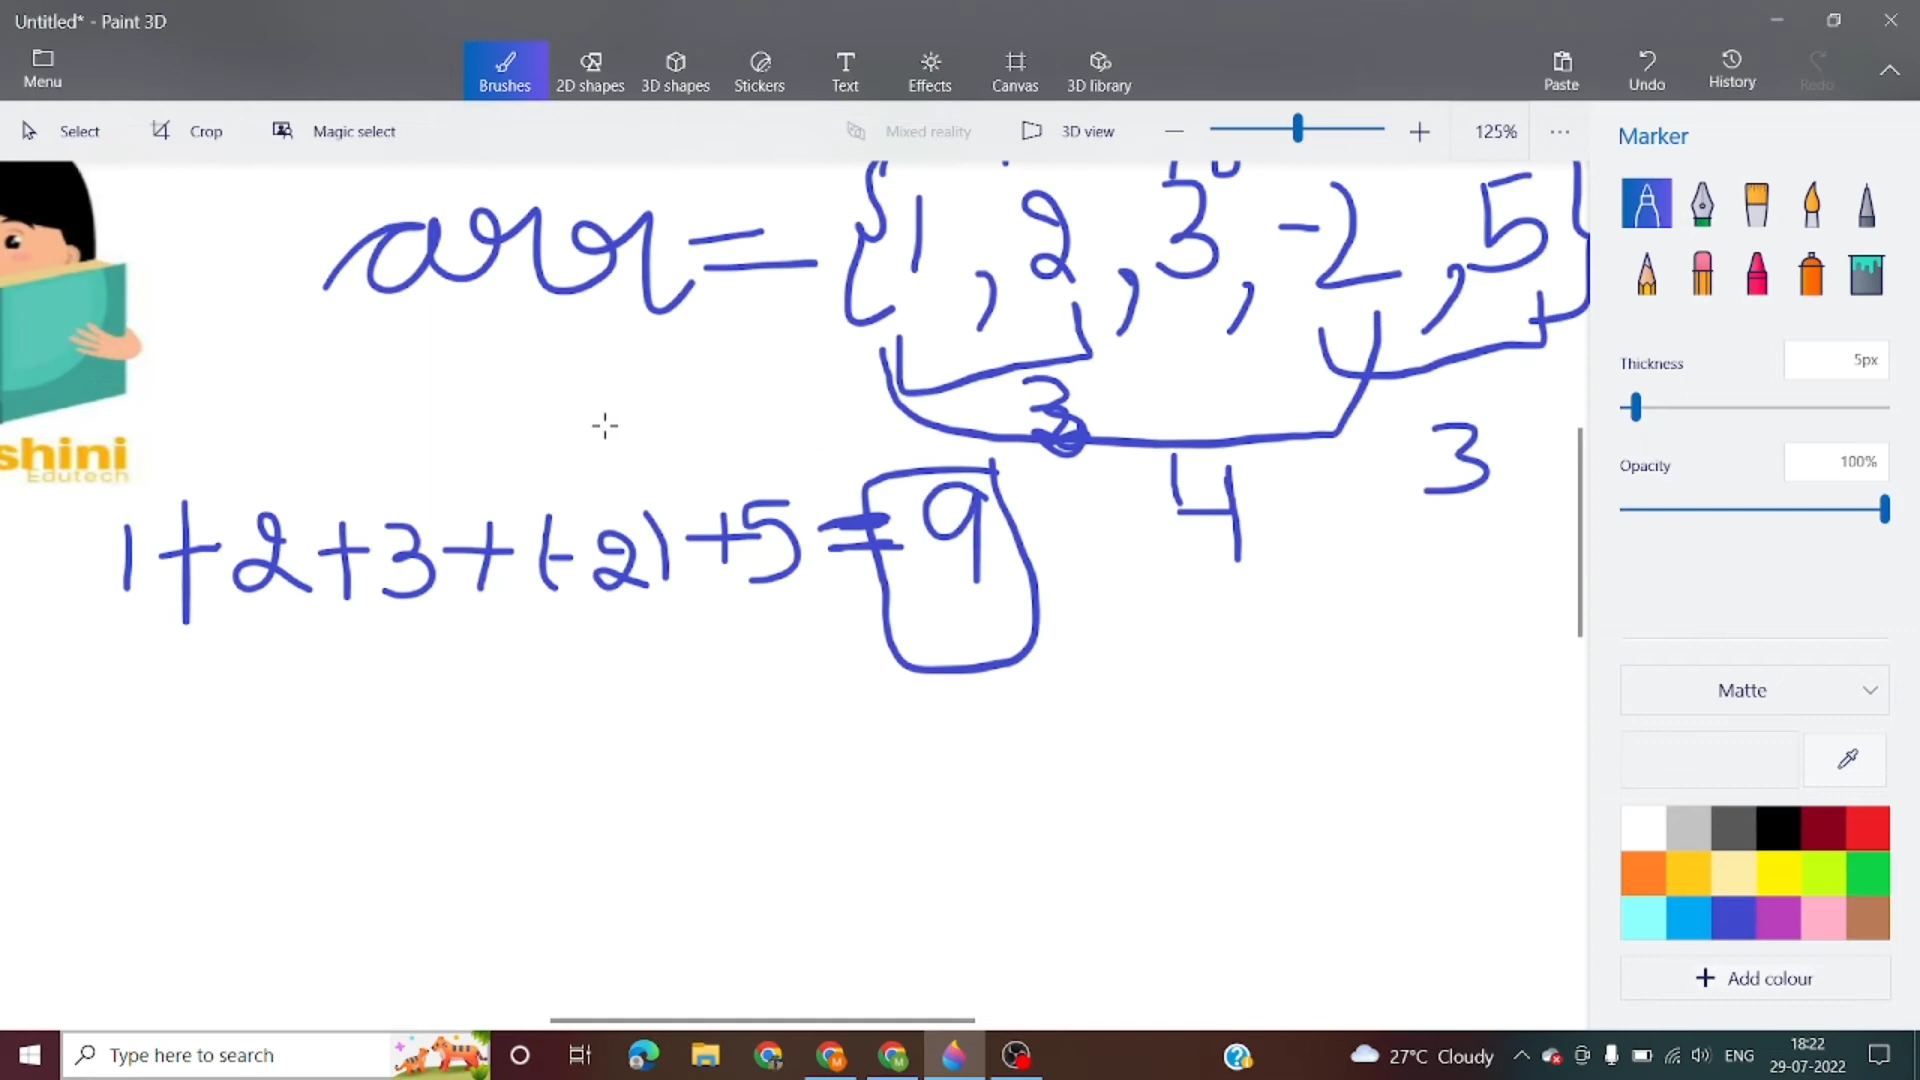 Untitled* - Paint 3D
Menu
Brushes
2D shapes
3D shapes
Stickers
Text
Effects
Canvas
3D library
Paste
Undo
History
Redo
Select
Crop
Magic select
Mixed reality
3D view
125%
Marker
arr = {1, 2, 3, -2, 5}
3
4
3
1+2+3+(-2)+5=9
shini
Edutech
Thickness
5px
Opacity
100%
Matte
+ Add colour
Type here to search
27°C Cloudy
ENG
18:22
29-07-2022